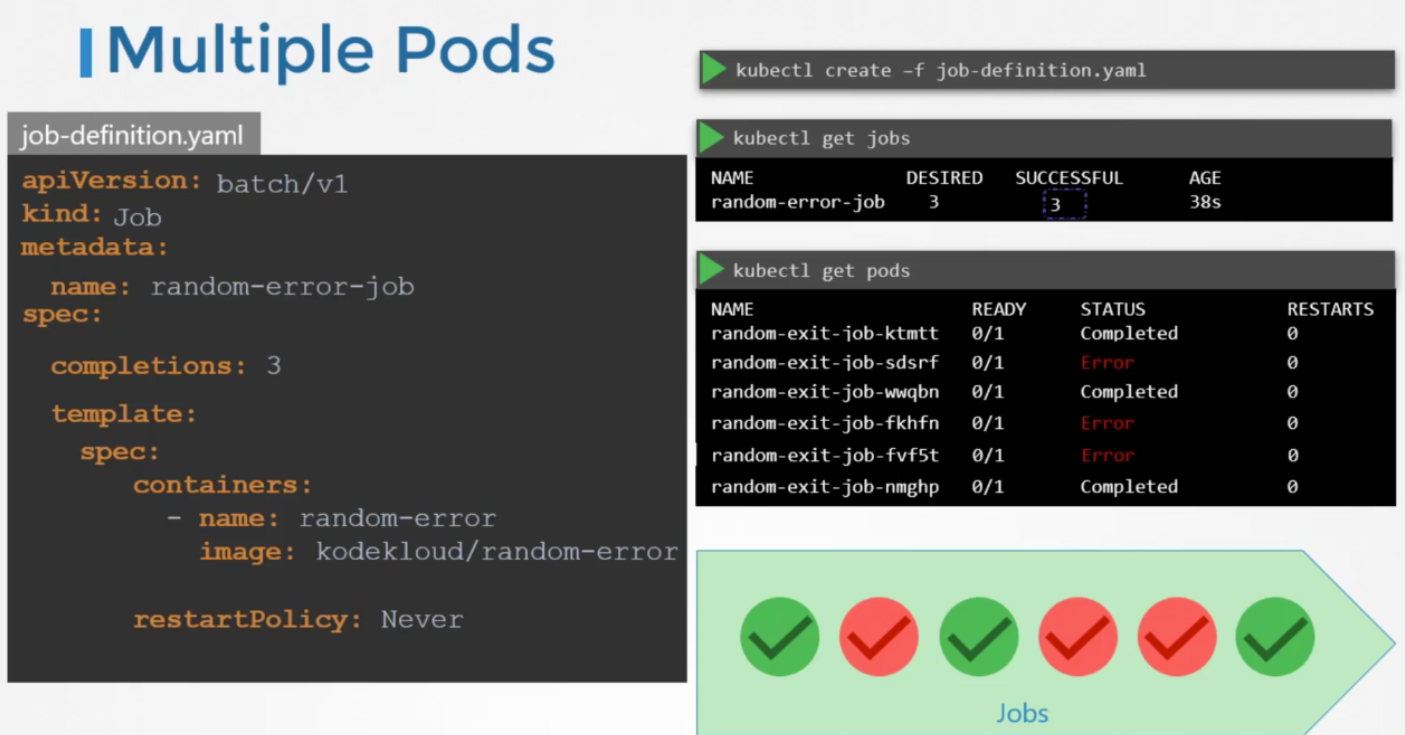 Multiple Pods
job-definition.yaml
apiVersion: batch/v1
kind: Job
metadata:
name: random-error-job
spec:
completions: 3
template:
spec:
containers:
- name: random-error
image: kodekloud/random-error
restartPolicy: Never
kubectl create –f job-definition.yaml
kubectl get jobs
NAME DESIRED SUCCESSFUL AGE
random-error-job 3 3 38s
kubectl get pods
NAME READY STATUS RESTARTS
random-exit-job-ktmtt 0/1 Completed 0
random-exit-job-sdsrf 0/1 Error 0
random-exit-job-wwqbn 0/1 Completed 0
random-exit-job-fkhfn 0/1 Error 0
random-exit-job-fvf5t 0/1 Error 0
random-exit-job-nmghp 0/1 Completed 0
Jobs